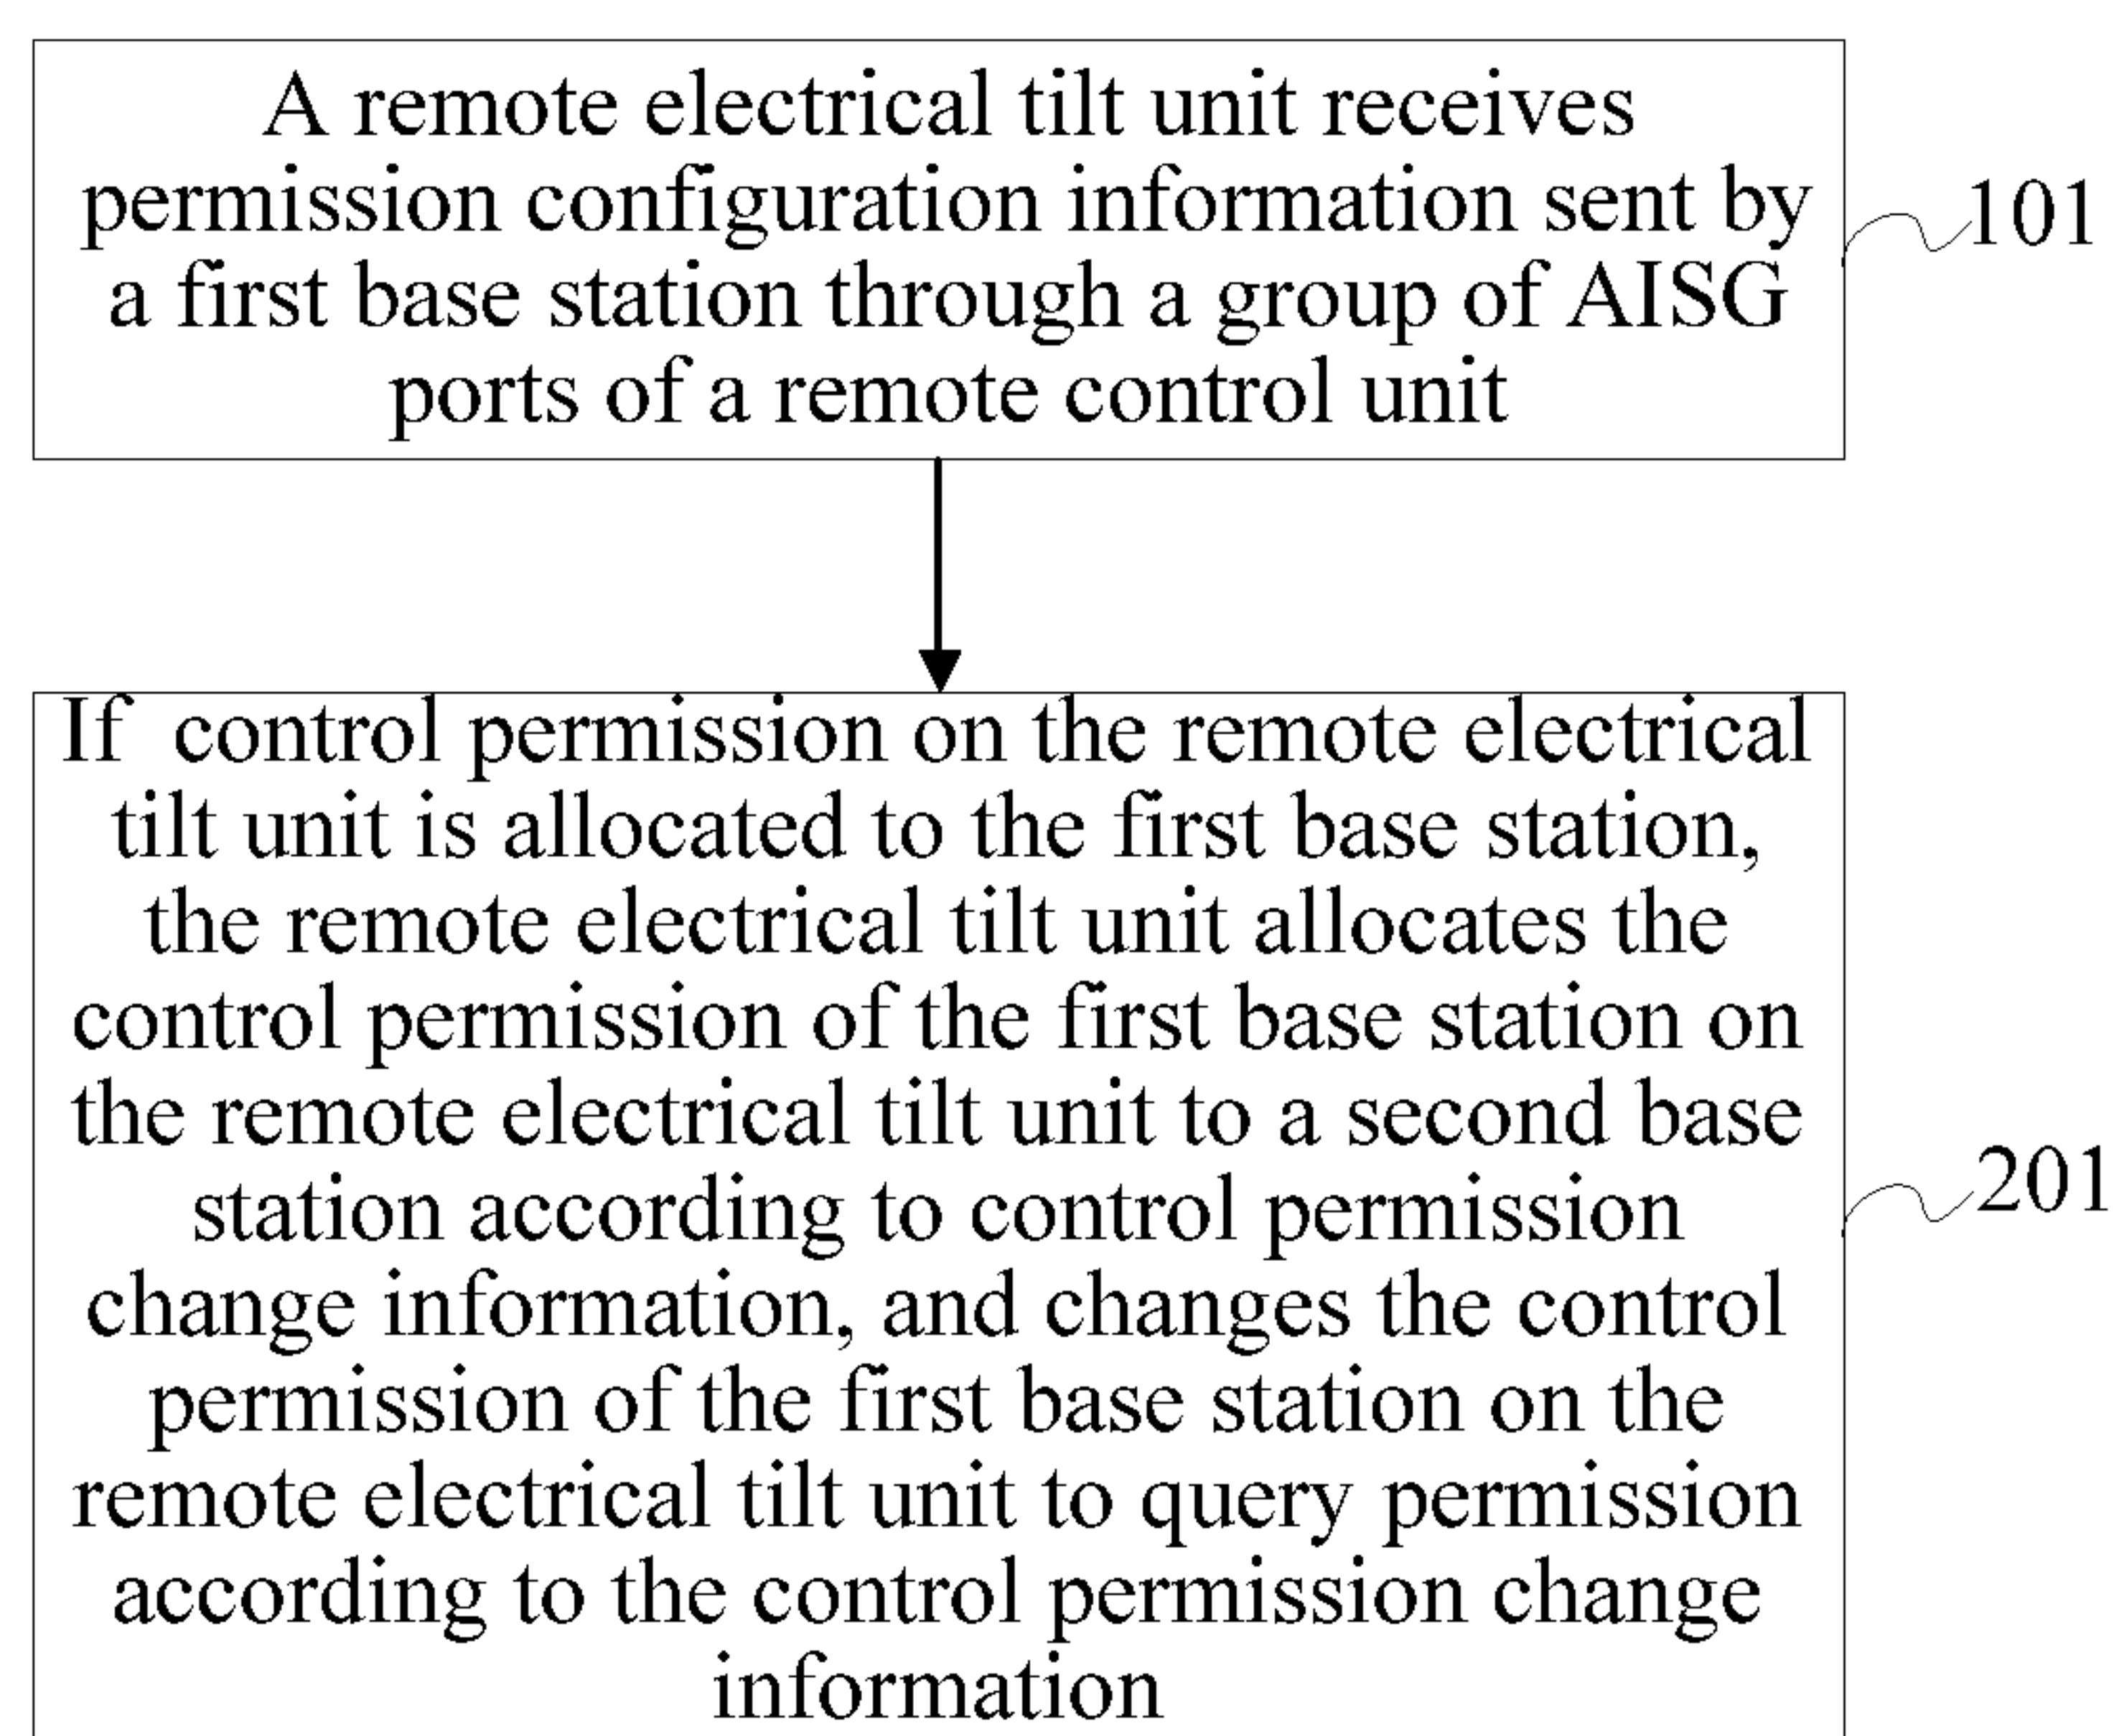 A remote electrical tilt unit receives
permission configuration information sent by
a first base station through a group of AISG
ports of a remote control unit
101
If control permission on the remote electrical
tilt unit is allocated to the first base station,
the remote electrical tilt unit allocates the
control permission of the first base station on
the remote electrical tilt unit to a second base
station according to control permission
change information, and changes the control
permission of the first base station on the
remote electrical tilt unit to query permission
according to the control permission change
information
201